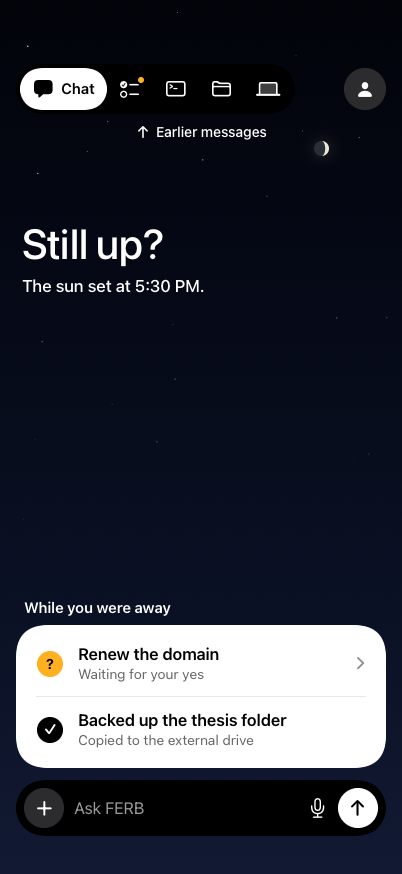 Chat
Earlier messages
Still up?
The sun set at 5:30 PM.
While you were away
?
Renew the domain
Waiting for your yes
Backed up the thesis folder
Copied to the external drive
Ask FERB